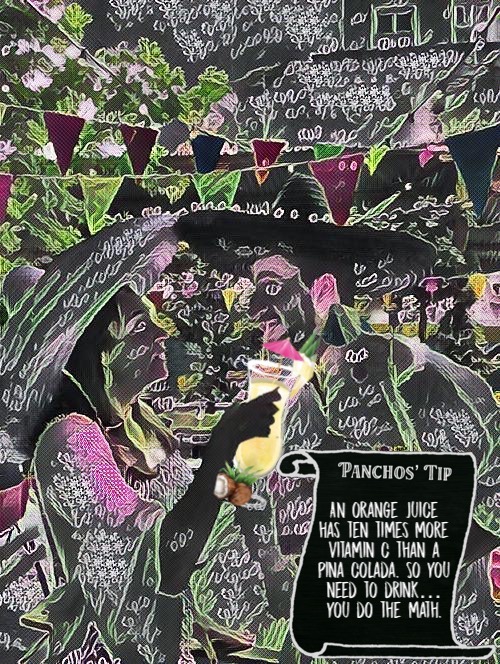 Panchos' Tip
AN ORANGE JUICE
HAS TEN TIMES MORE
VITAMIN C THAN A
PINA COLADA. SO YOU
NEED TO DRINK...
YOU DO THE MATH.